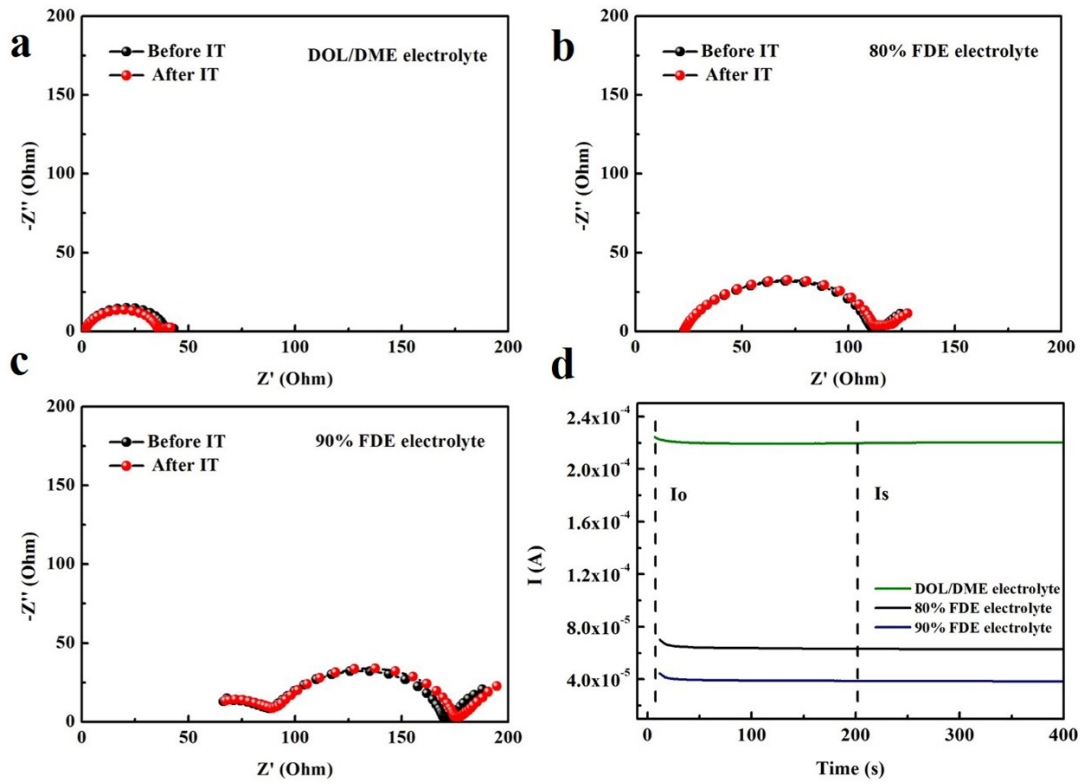 a
200
150
100
50
0
-Z'' (Ohm)
Before IT
After IT
DOL/DME electrolyte
0 50 100 150 200
Z' (Ohm)
b
200
150
100
50
0
-Z'' (Ohm)
Before IT
After IT
80% FDE electrolyte
0 50 100 150 200
Z' (Ohm)
c
200
150
100
50
0
-Z'' (Ohm)
Before IT
After IT
90% FDE electrolyte
0 50 100 150 200
Z' (Ohm)
d
2.4x10⁻⁴
2.0x10⁻⁴
1.6x10⁻⁴
1.2x10⁻⁴
8.0x10⁻⁵
4.0x10⁻⁵
I (A)
Io
Is
DOL/DME electrolyte
80% FDE electrolyte
90% FDE electrolyte
0 100 200 300 400
Time (s)